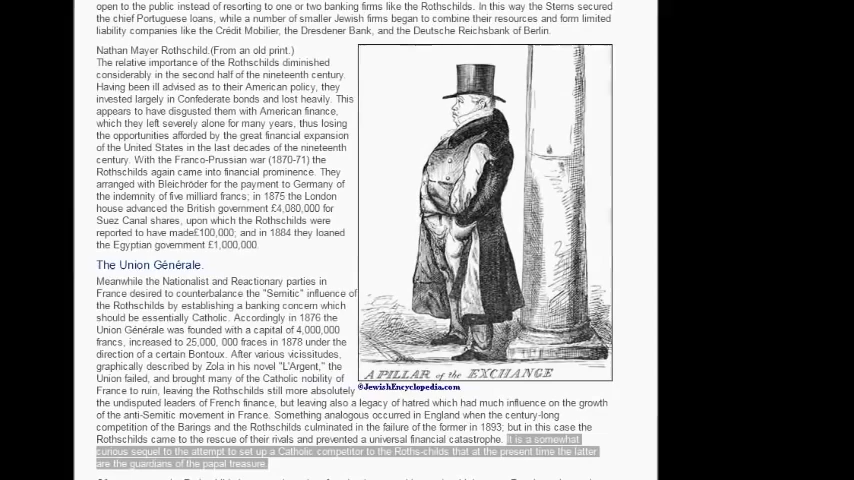 open to the public instead of resorting to one or two banking firms like the Rothschilds. In this way the Sterns secured
the chief Portuguese loans, while a number of smaller Jewish firms began to combine their resources and form limited
liability companies like the Crédit Mobilier, the Dresdener Bank, and the Deutsche Reichsbank of Berlin.
Nathan Mayer Rothschild.(From an old print.)
The relative importance of the Rothschilds diminished
considerably in the second half of the nineteenth century.
Having been ill advised as to their American policy, they
invested largely in Confederate bonds and lost heavily. This
appears to have disgusted them with American finance,
which they left severely alone for many years, thus losing
the opportunities afforded by the great financial expansion
of the United States in the last decades of the nineteenth
century. With the Franco-Prussian war (1870-71) the
Rothschilds again came into financial prominence. They
arranged with Bleichröder for the payment to Germany of
the indemnity of five milliard francs; in 1875 the London
house advanced the British government £4,080,000 for
Suez Canal shares, upon which the Rothschilds were
reported to have made£100,000; and in 1884 they loaned
the Egyptian government £1,000,000.
The Union Générale.
Meanwhile the Nationalist and Reactionary parties in
France desired to counterbalance the "Semitic" influence of
the Rothschilds by establishing a banking concern which
should be essentially Catholic. Accordingly in 1876 the
Union Générale was founded with a capital of 4,000,000
francs, increased to 25,000, 000 fraces in 1878 under the
direction of a certain Bontoux. After various vicissitudes,
graphically described by Zola in his novel "L'Argent," the
Union failed, and brought many of the Catholic nobility of
France to ruin, leaving the Rothschilds still more absolutely
the undisputed leaders of French finance, but leaving also a legacy of hatred which had much influence on the growth
of the anti-Semitic movement in France. Something analogous occurred in England when the century-long
competition of the Barings and the Rothschilds culminated in the failure of the former in 1893; but in this case the
Rothschilds came to the rescue of their rivals and prevented a universal financial catastrophe. It is a somewhat
curious sequel to the attempt to set up a Catholic competitor to the Roths-childs that at the present time the latter
are the guardians of the papal treasure.
A PILLAR of the EXCHANGE
©JewishEncyclopedia.com